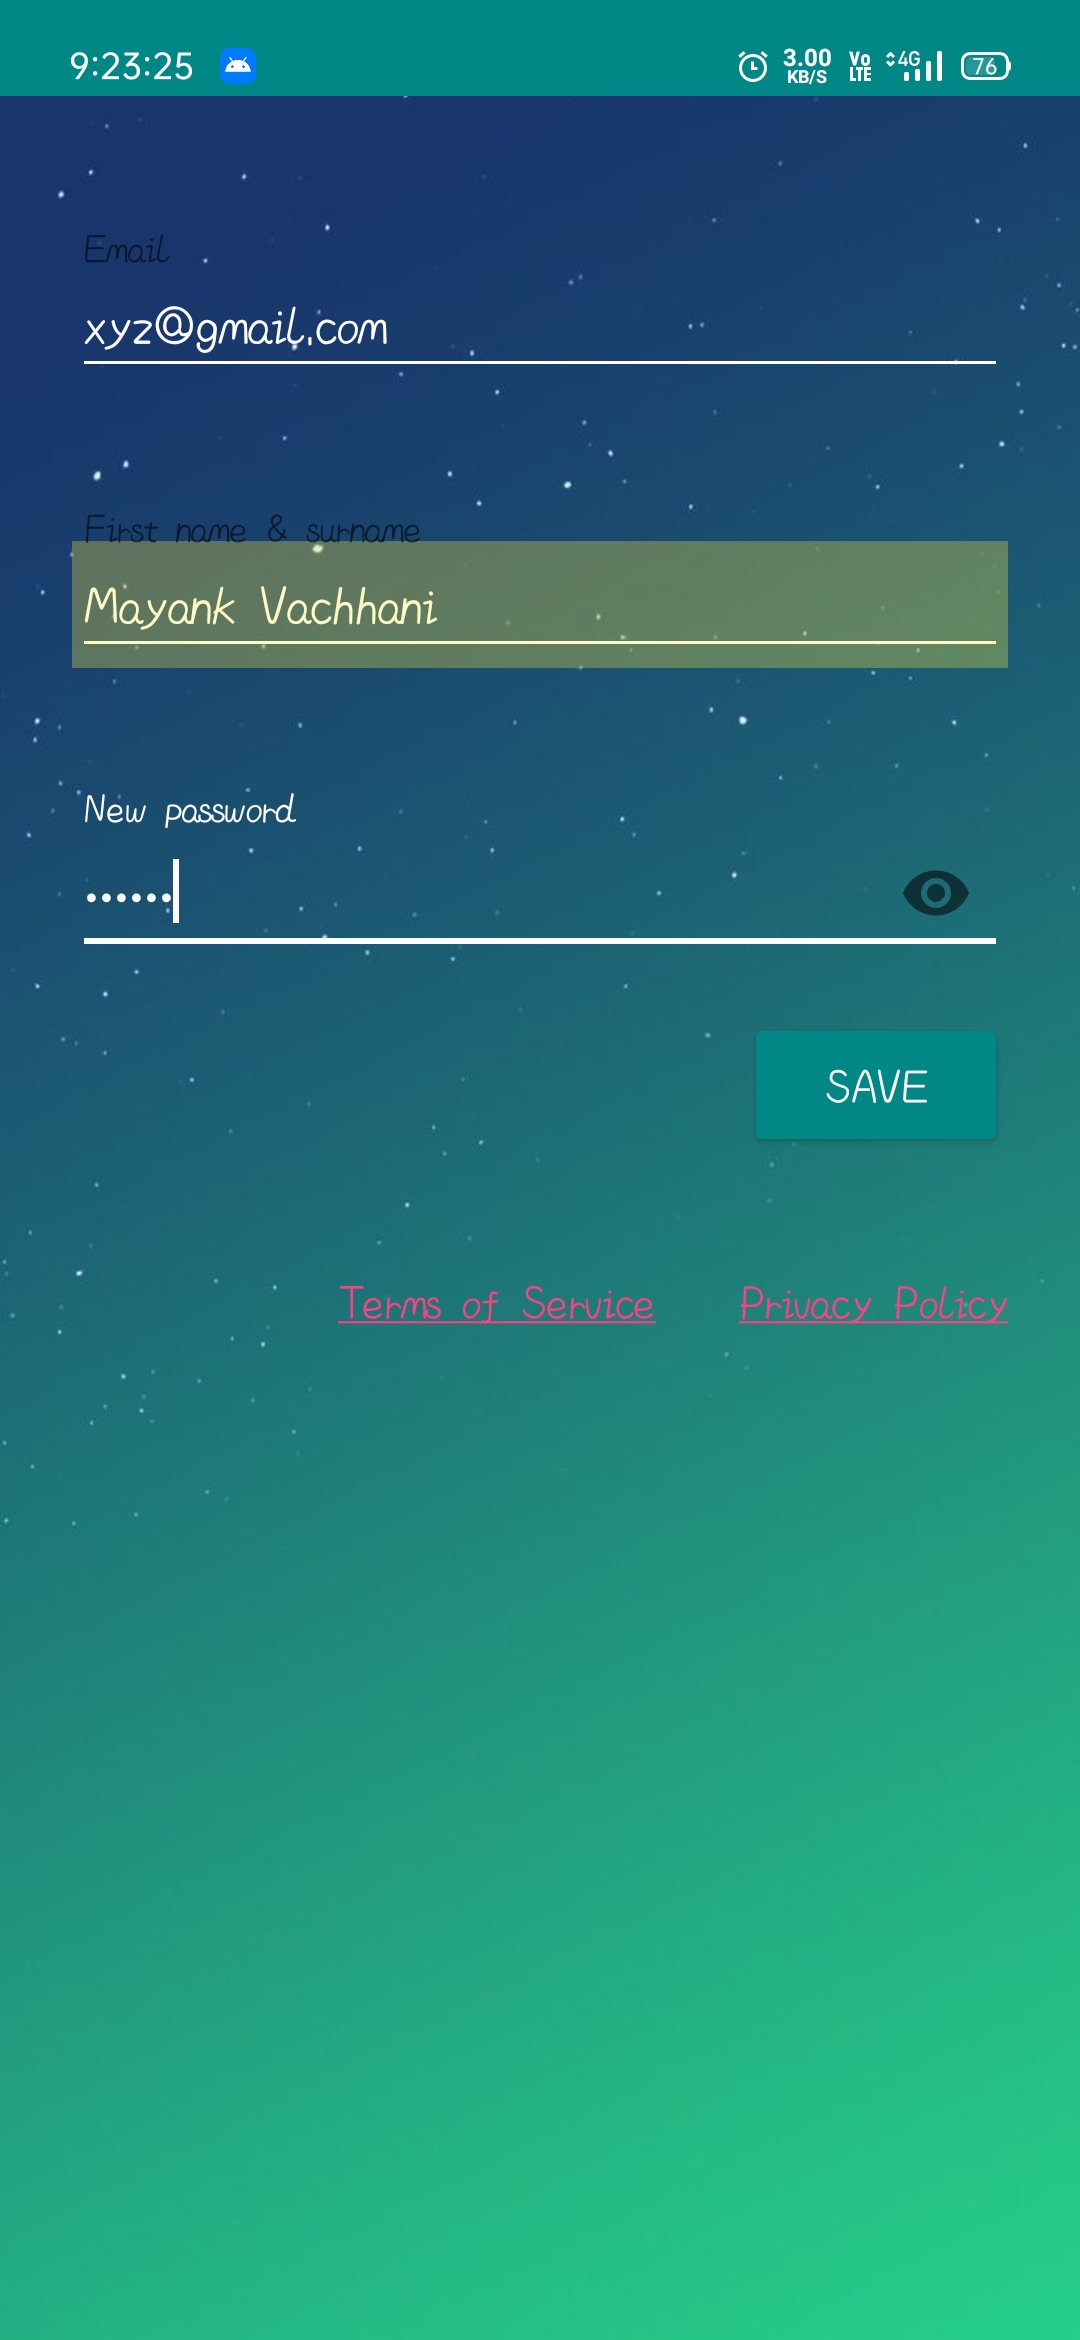 9:23:25 3.00 KB/S Vo LTE 4G 76
Email
xyz@gmail.com
First name & surname
Mayank Vachhani
New password
••••••
SAVE
Terms of Service Privacy Policy